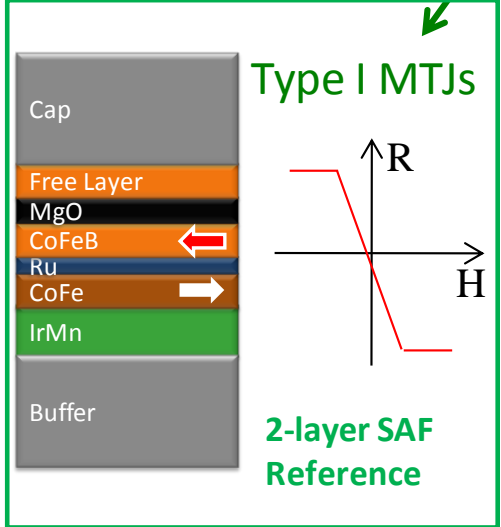 Type I MTJs
Cap
Free Layer
MgO
CoFeB
Ru
CoFe
IrMn
Buffer
R
H
2-layer SAF
Reference